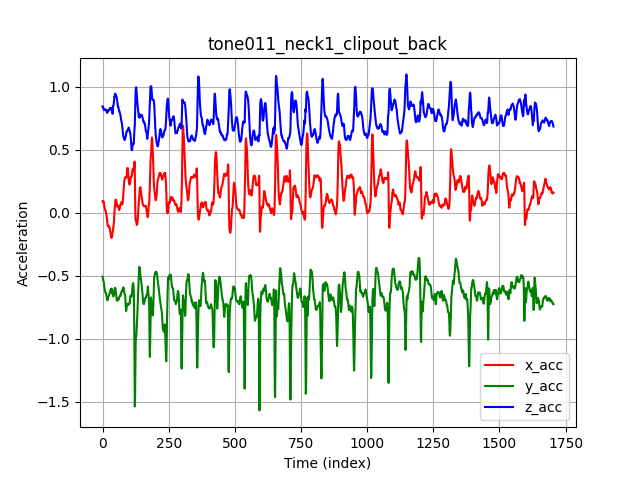 tone011_neck1_clipout_back
1.0
0.5
0.0
−0.5
−1.0
−1.5
Acceleration
0
250
500
750
1000
1250
1500
1750
Time (index)
x_acc
y_acc
z_acc